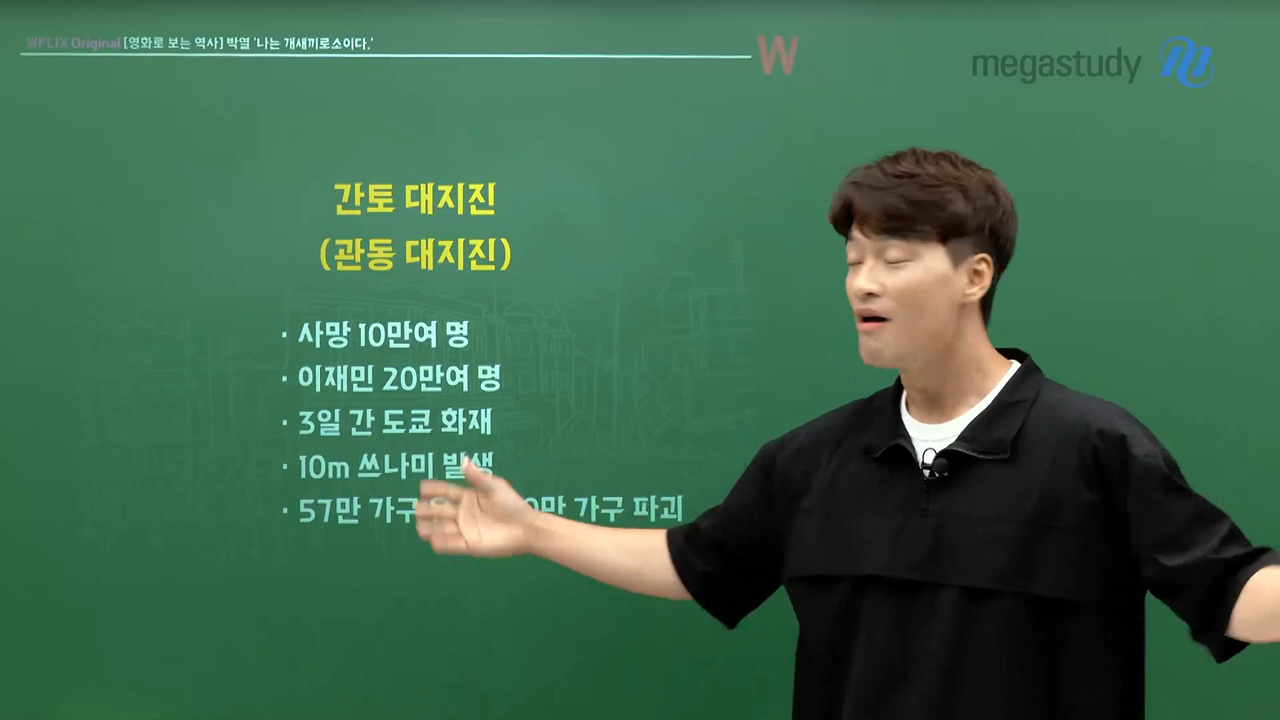 WFLIX Original [영화로 보는 역사] 박열 '나는 개새끼로소이다.'
W
megastudy
간토 대지진
(관동 대지진)
· 사망 10만여 명
· 이재민 20만여 명
· 3일 간 도쿄 화재
· 10m 쓰나미 발생
· 57만 가구 만 가구 파괴